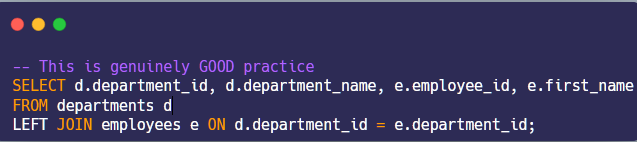 -- This is genuinely GOOD practice
SELECT d.department_id, d.department_name, e.employee_id, e.first_name
FROM departments d
LEFT JOIN employees e ON d.department_id = e.department_id;